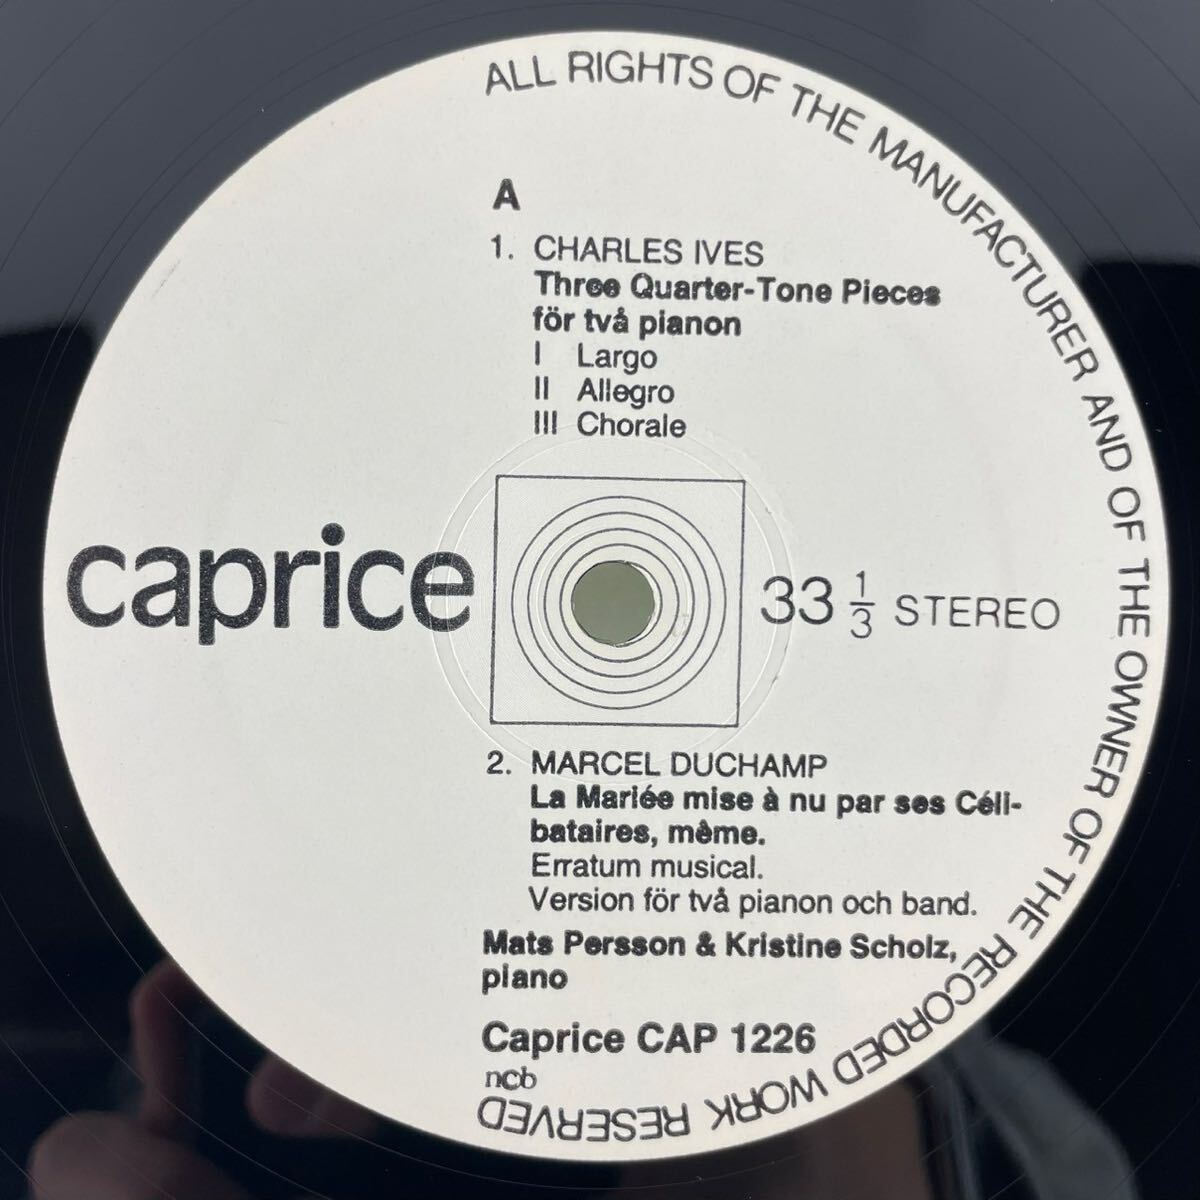 ALL RIGHTS OF THE MANUFACTURER AND OF THE OWNER OF THE RECORDED WORK RESERVED
A
1. CHARLES IVES
Three Quarter-Tone Pieces
för två pianon
I Largo
II Allegro
III Chorale
caprice
33 1/3 STEREO
2. MARCEL DUCHAMP
La Mariée mise à nu par ses Céli-
bataires, même.
Erratum musical.
Version för två pianon och band.
Mats Persson & Kristine Scholz,
piano
Caprice CAP 1226
ncb